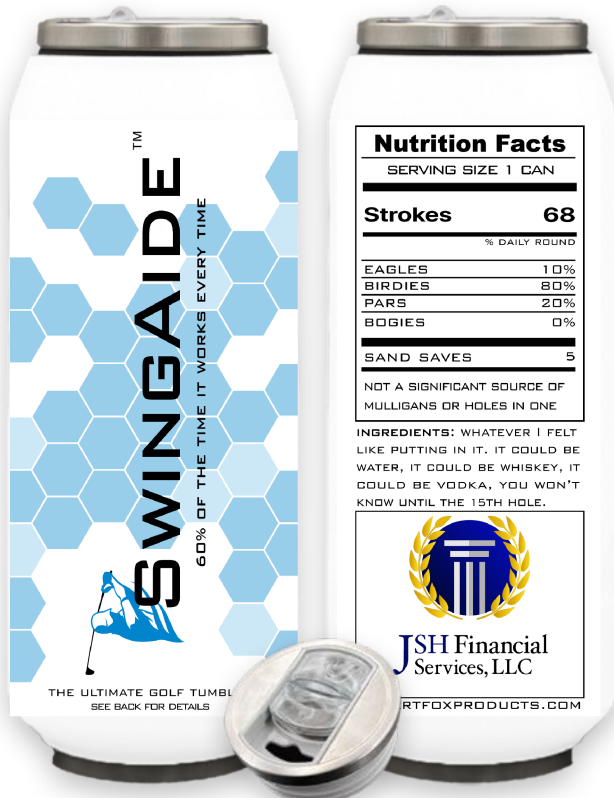 SWINGAIDE™
60% OF THE TIME IT WORKS EVERY TIME
THE ULTIMATE GOLF
SEE BACK FOR DETAILS
Nutrition Facts
SERVING SIZE 1 CAN
Strokes 68
% DAILY ROUND
EAGLES 10%
BIRDIES 80%
PARS 20%
BOGIES 0%
SAND SAVES 5
NOT A SIGNIFICANT SOURCE OF
MULLIGANS OR HOLES IN ONE
INGREDIENTS: WHATEVER I FELT
LIKE PUTTING IN IT. IT COULD BE
WATER, IT COULD BE WHISKEY, IT
COULD BE VODKA, YOU WON'T
KNOW UNTIL THE 15TH HOLE.
JSH Financial
Services, LLC
RTFOXPRODUCTS.COM